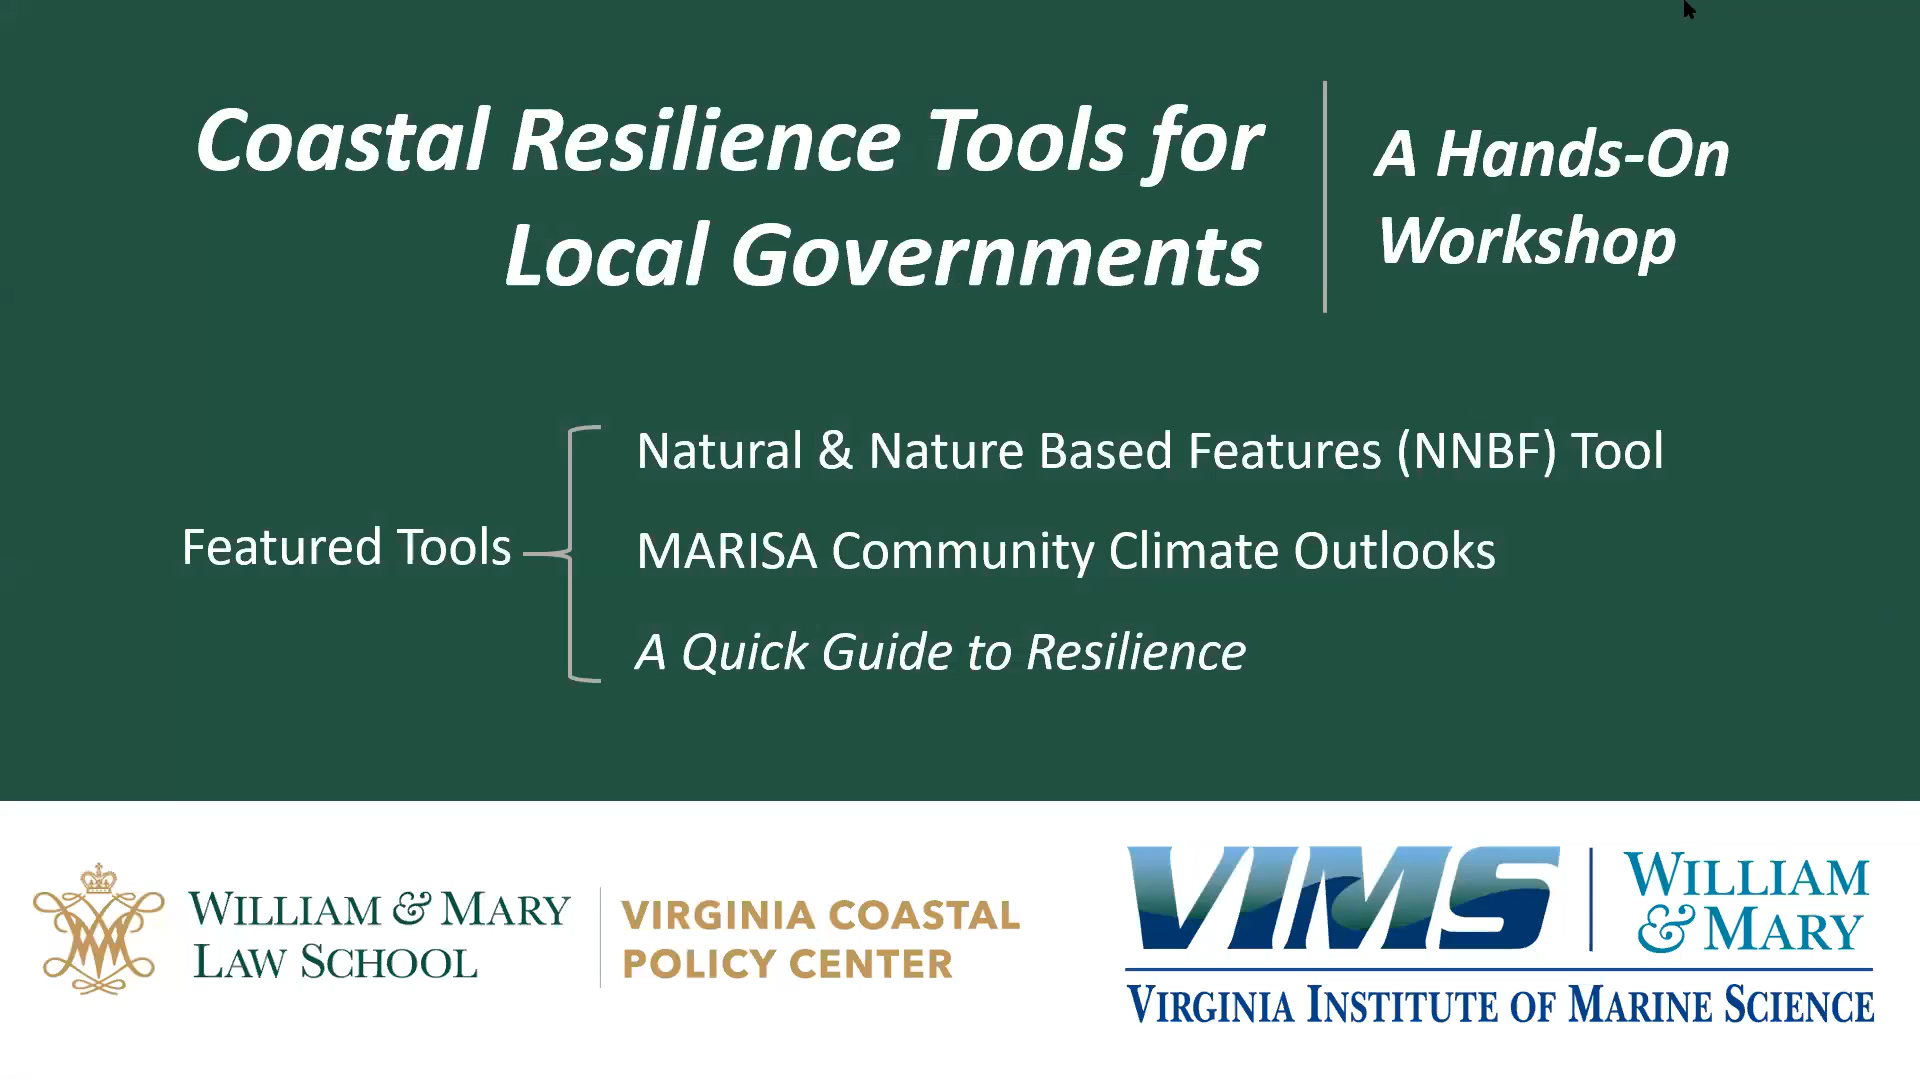 Coastal Resilience Tools for
Local Governments
A Hands-On
Workshop
Featured Tools
Natural & Nature Based Features (NNBF) Tool
MARISA Community Climate Outlooks
A Quick Guide to Resilience
WILLIAM & MARY
LAW SCHOOL
VIRGINIA COASTAL
POLICY CENTER
VIMS
WILLIAM
& MARY
VIRGINIA INSTITUTE OF MARINE SCIENCE